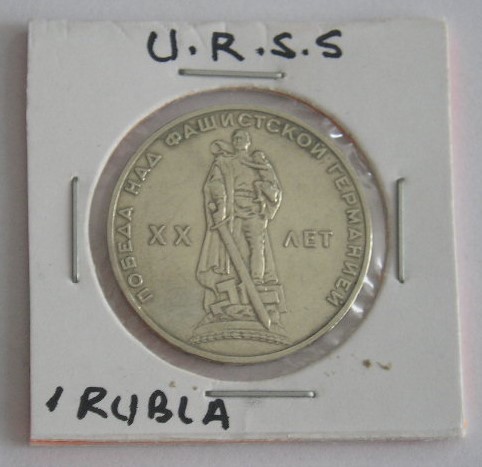 U.R.S.S
ПОБЕДА НАД ФАШИСТСКОЙ ГЕРМАНИЕЙ
XX ЛЕТ
1 RUBLA